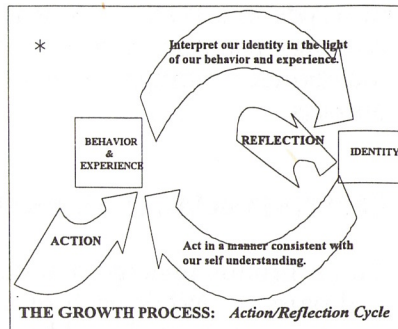 *
Interpret our identity in the light
of our behavior and experience.
BEHAVIOR
&
EXPERIENCE
REFLECTION
IDENTITY
ACTION
Act in a manner consistent with
our self understanding.
THE GROWTH PROCESS: Action/Reflection Cycle